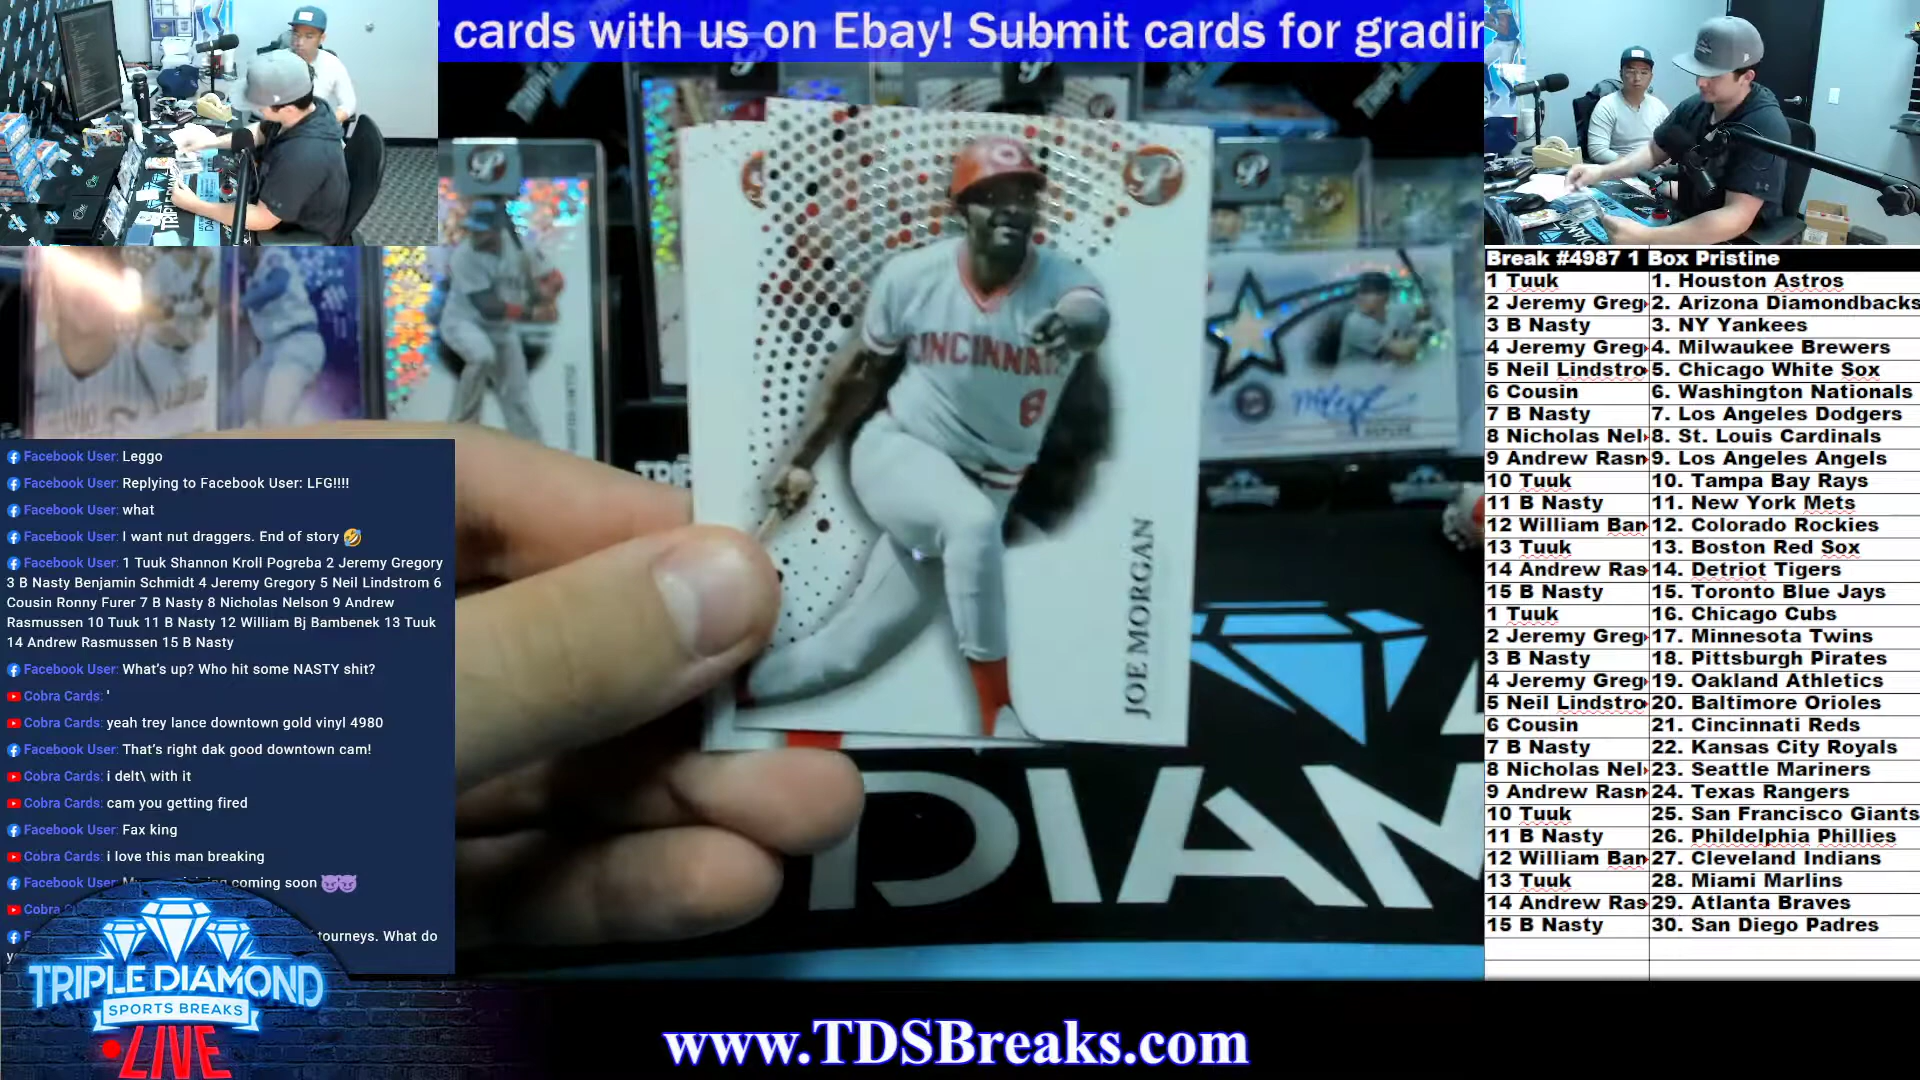 cards with us on Ebay! Submit cards for gradin
CINCINNA
8
JOE MORGAN
DIAM
Facebook User: Leggo
Facebook User: Replying to Facebook User: LFG!!!!
Facebook User: what
Facebook User: I want nut draggers. End of story 🤣
Facebook User: 1 Tuuk Shannon Kroll Pogreba 2 Jeremy Gregory
3 B Nasty Benjamin Schmidt 4 Jeremy Gregory 5 Neil Lindstrom 6
Cousin Ronny Furer 7 B Nasty 8 Nicholas Nelson 9 Andrew
Rasmussen 10 Tuuk 11 B Nasty 12 William Bj Bambenek 13 Tuuk
14 Andrew Rasmussen 15 B Nasty
Facebook User: What's up? Who hit some NASTY shit?
Cobra Cards: '
Cobra Cards: yeah trey lance downtown gold vinyl 4980
Facebook User: That's right dak good downtown cam!
Cobra Cards: i delt\ with it
Cobra Cards: cam you getting fired
Facebook User: Fax king
Cobra Cards: i love this man breaking
Facebook User: coming soon 😈😈
Cobra
tourneys. What do
TRIPLE DIAMOND
SPORTS BREAKS
LIVE
www.TDSBreaks.com
Break #4987 1 Box Pristine
1 Tuuk 1. Houston Astros
2 Jeremy Greg 2. Arizona Diamondbacks
3 B Nasty 3. NY Yankees
4 Jeremy Greg 4. Milwaukee Brewers
5 Neil Lindstro 5. Chicago White Sox
6 Cousin 6. Washington Nationals
7 B Nasty 7. Los Angeles Dodgers
8 Nicholas Nel 8. St. Louis Cardinals
9 Andrew Rasn 9. Los Angeles Angels
10 Tuuk 10. Tampa Bay Rays
11 B Nasty 11. New York Mets
12 William Ban 12. Colorado Rockies
13 Tuuk 13. Boston Red Sox
14 Andrew Ras 14. Detriot Tigers
15 B Nasty 15. Toronto Blue Jays
1 Tuuk 16. Chicago Cubs
2 Jeremy Greg 17. Minnesota Twins
3 B Nasty 18. Pittsburgh Pirates
4 Jeremy Greg 19. Oakland Athletics
5 Neil Lindstro 20. Baltimore Orioles
6 Cousin 21. Cincinnati Reds
7 B Nasty 22. Kansas City Royals
8 Nicholas Nel 23. Seattle Mariners
9 Andrew Rasn 24. Texas Rangers
10 Tuuk 25. San Francisco Giants
11 B Nasty 26. Phildelphia Phillies
12 William Ban 27. Cleveland Indians
13 Tuuk 28. Miami Marlins
14 Andrew Ras 29. Atlanta Braves
15 B Nasty 30. San Diego Padres